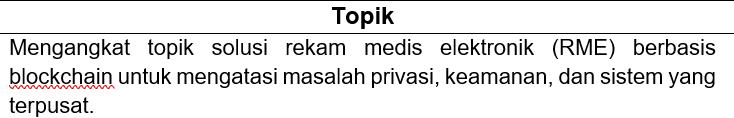 Topik
Mengangkat topik solusi rekam medis elektronik (RME) berbasis
blockchain untuk mengatasi masalah privasi, keamanan, dan sistem yang
terpusat.